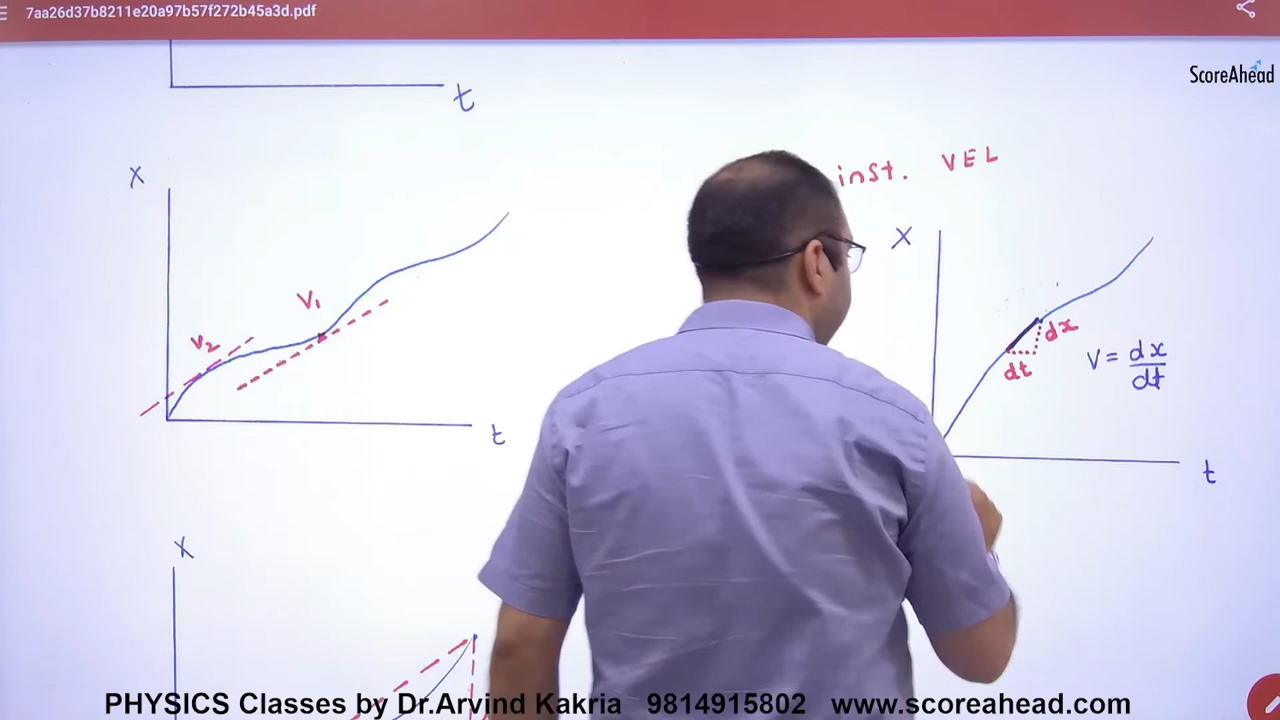 7aa26d37b8211e20a97b57f272b45a3d.pdf
ScoreAhead
t
x
V1
V2
t
inst. VEL
x
dx
dt
V = dx/dt
t
x
PHYSICS Classes by Dr.Arvind Kakria 9814915802 www.scoreahead.com